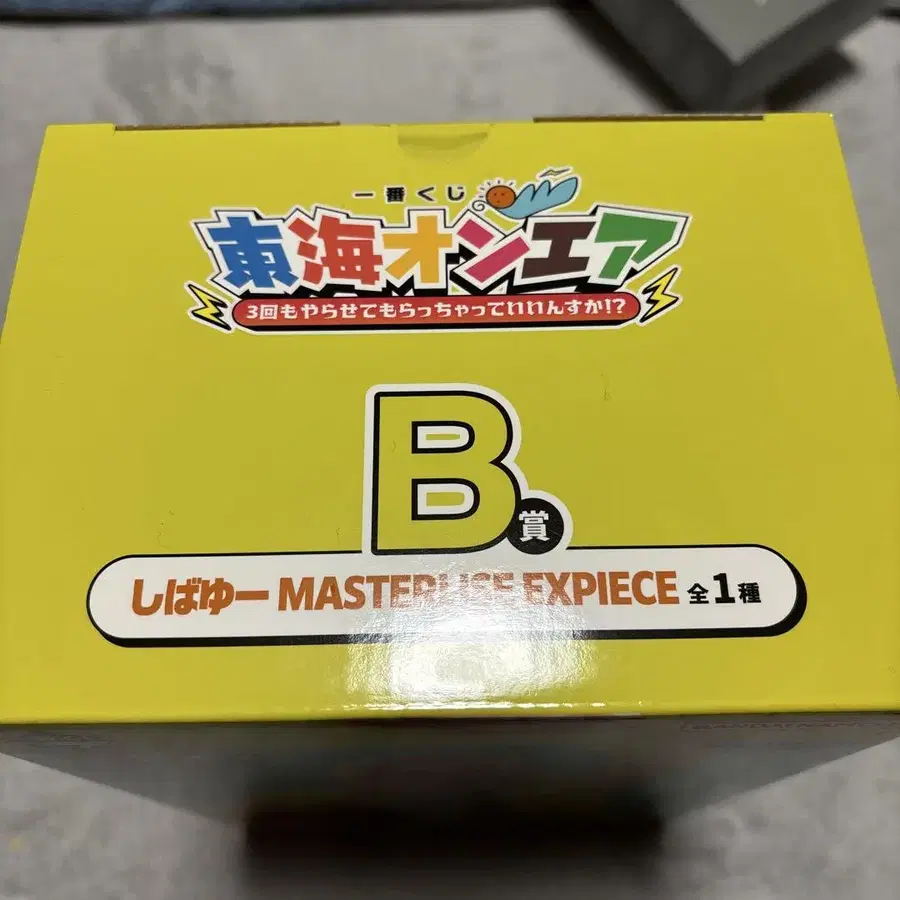 一番くじ
東海オンエア
3回もやらせてもらっちゃっていいんすか!?
B賞
しばゆー MASTERLISE EXPIECE 全1種